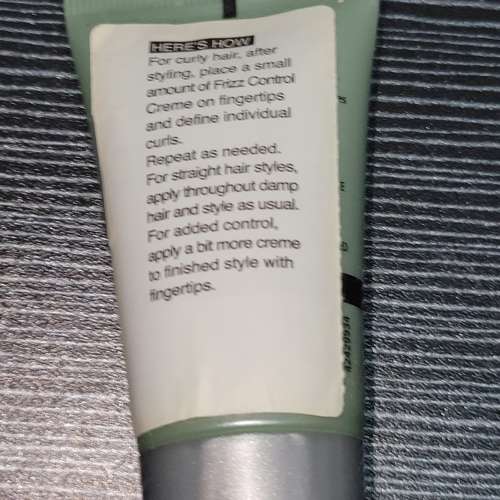 HERE'S HOW
For curly hair, after
styling, place a small
amount of Frizz Control
Creme on fingertips
and define individual
curls.
Repeat as needed.
For straight hair styles,
apply throughout damp
hair and style as usual.
For added control,
apply a bit more creme
to finished style with
fingertips.